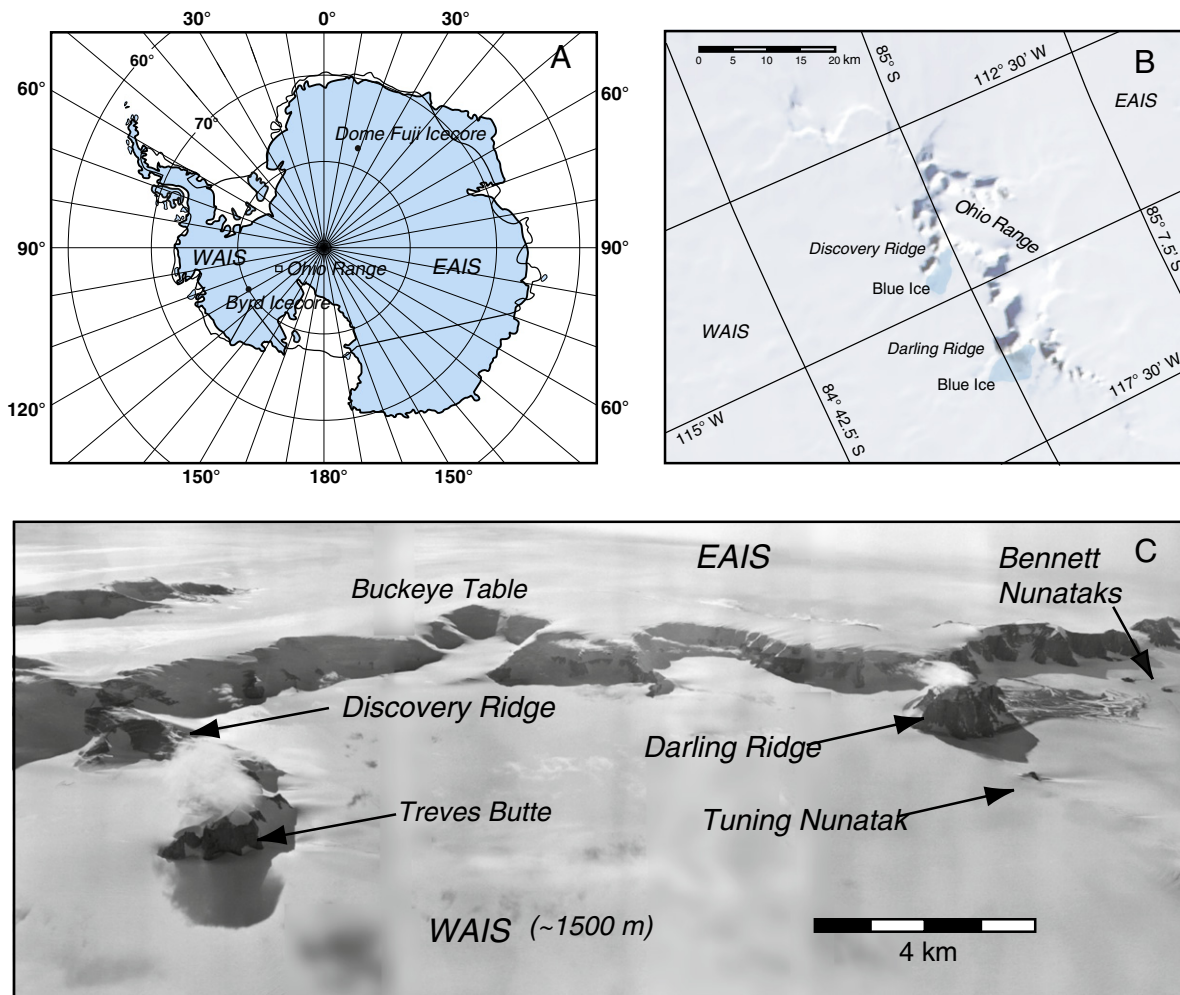 30°
0°
30°
A
60°
60°
60°
70°
Dome Fuji Icecore
90°
WAIS
Ohio Range
EAIS
90°
Byrd Icecore
120°
60°
150°
180°
150°
0 5 10 15 20 km
85° S
112° 30' W
B
EAIS
Ohio Range
85° 7.5' S
Discovery Ridge
Blue Ice
WAIS
Darling Ridge
Blue Ice
117° 30' W
115° W
84° 42.5' S
EAIS
Bennett
Nunataks
C
Buckeye Table
Discovery Ridge
Darling Ridge
Treves Butte
Tuning Nunatak
WAIS (~1500 m)
4 km